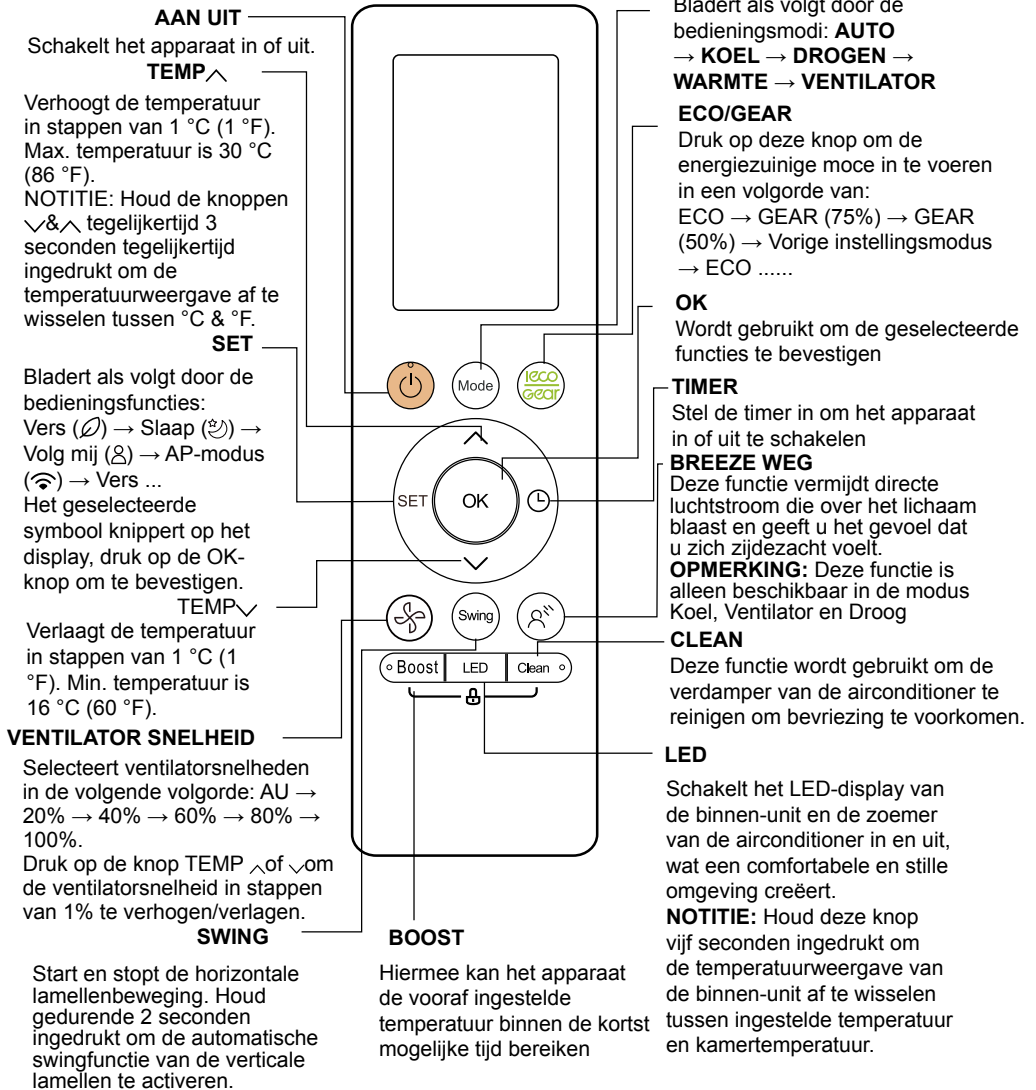 AAN UIT
Schakelt het apparaat in of uit.
TEMP
Verhoogt de temperatuur
in stappen van 1 °C (1 °F).
Max. temperatuur is 30 °C
(86 °F).
NOTITIE: Houd de knoppen
& tegelijkertijd 3
seconden tegelijkertijd
ingedrukt om de
temperatuurweergave af te
wisselen tussen °C & °F.
SET
Bladert als volgt door de
bedieningsfuncties:
Vers () → Slaap () →
Volg mij () → AP-modus
() → Vers ...
Het geselecteerde
symbool knippert op het
display, druk op de OK-
knop om te bevestigen.
TEMP
Verlaagt de temperatuur
in stappen van 1 °C (1
°F). Min. temperatuur is
16 °C (60 °F).
VENTILATOR SNELHEID
Selecteert ventilatorsnelheden
in de volgende volgorde: AU →
20% → 40% → 60% → 80% →
100%.
Druk op de knop TEMP of om
de ventilatorsnelheid in stappen
van 1% te verhogen/verlagen.
SWING
Start en stopt de horizontale
lamellenbeweging. Houd
gedurende 2 seconden
ingedrukt om de automatische
swingfunctie van de verticale
lamellen te activeren.
Mode
ieco
Gear
SET
OK
Swing
Boost
LED
Clean
BOOST
Hiermee kan het apparaat
de vooraf ingestelde
temperatuur binnen de kortst
mogelijke tijd bereiken
Bladert als volgt door de
bedieningsmodi: AUTO
→ KOEL → DROGEN →
WARMTE → VENTILATOR
ECO/GEAR
Druk op deze knop om de
energiezuinige moce in te voeren
in een volgorde van:
ECO → GEAR (75%) → GEAR
(50%) → Vorige instellingsmodus
→ ECO ......
OK
Wordt gebruikt om de geselecteerde
functies te bevestigen
TIMER
Stel de timer in om het apparaat
in of uit te schakelen
BREEZE WEG
Deze functie vermijdt directe
luchtstroom die over het lichaam
blaast en geeft u het gevoel dat
u zich zijdezacht voelt.
OPMERKING: Deze functie is
alleen beschikbaar in de modus
Koel, Ventilator en Droog
CLEAN
Deze functie wordt gebruikt om de
verdamper van de airconditioner te
reinigen om bevriezing te voorkomen.
LED
Schakelt het LED-display van
de binnen-unit en de zoemer
van de airconditioner in en uit,
wat een comfortabele en stille
omgeving creëert.
NOTITIE: Houd deze knop
vijf seconden ingedrukt om
de temperatuurweergave van
de binnen-unit af te wisselen
tussen ingestelde temperatuur
en kamertemperatuur.